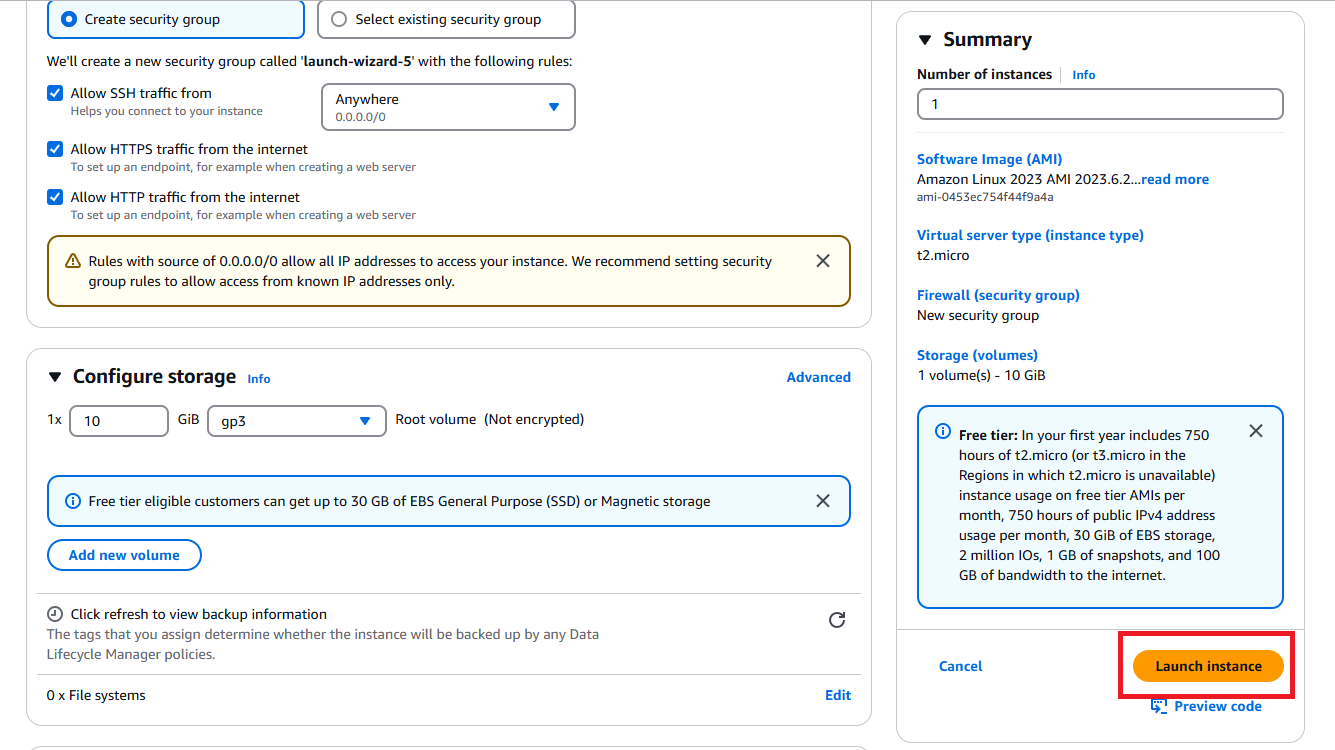 Create security group
Select existing security group
We'll create a new security group called 'launch-wizard-5' with the following rules:
Allow SSH traffic from
Helps you connect to your instance
Anywhere
0.0.0.0/0
Allow HTTPS traffic from the internet
To set up an endpoint, for example when creating a web server
Allow HTTP traffic from the internet
To set up an endpoint, for example when creating a web server
Rules with source of 0.0.0.0/0 allow all IP addresses to access your instance. We recommend setting security
group rules to allow access from known IP addresses only.
Configure storage Info
Advanced
1x 10 GiB gp3 Root volume (Not encrypted)
Free tier eligible customers can get up to 30 GB of EBS General Purpose (SSD) or Magnetic storage
Add new volume
Click refresh to view backup information
The tags that you assign determine whether the instance will be backed up by any Data
Lifecycle Manager policies.
0 x File systems
Edit
Summary
Number of instances Info
1
Software Image (AMI)
Amazon Linux 2023 AMI 2023.6.2...read more
ami-0453ec754f44f9a4a
Virtual server type (instance type)
t2.micro
Firewall (security group)
New security group
Storage (volumes)
1 volume(s) - 10 GiB
Free tier: In your first year includes 750
hours of t2.micro (or t3.micro in the
Regions in which t2.micro is unavailable)
instance usage on free tier AMIs per
month, 750 hours of public IPv4 address
usage per month, 30 GiB of EBS storage,
2 million IOs, 1 GB of snapshots, and 100
GB of bandwidth to the internet.
Cancel
Launch instance
Preview code